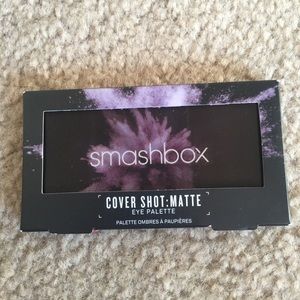 smashbox
COVER SHOT:MATTE
EYE PALETTE
PALETTE OMBRES À PAUPIÈRES